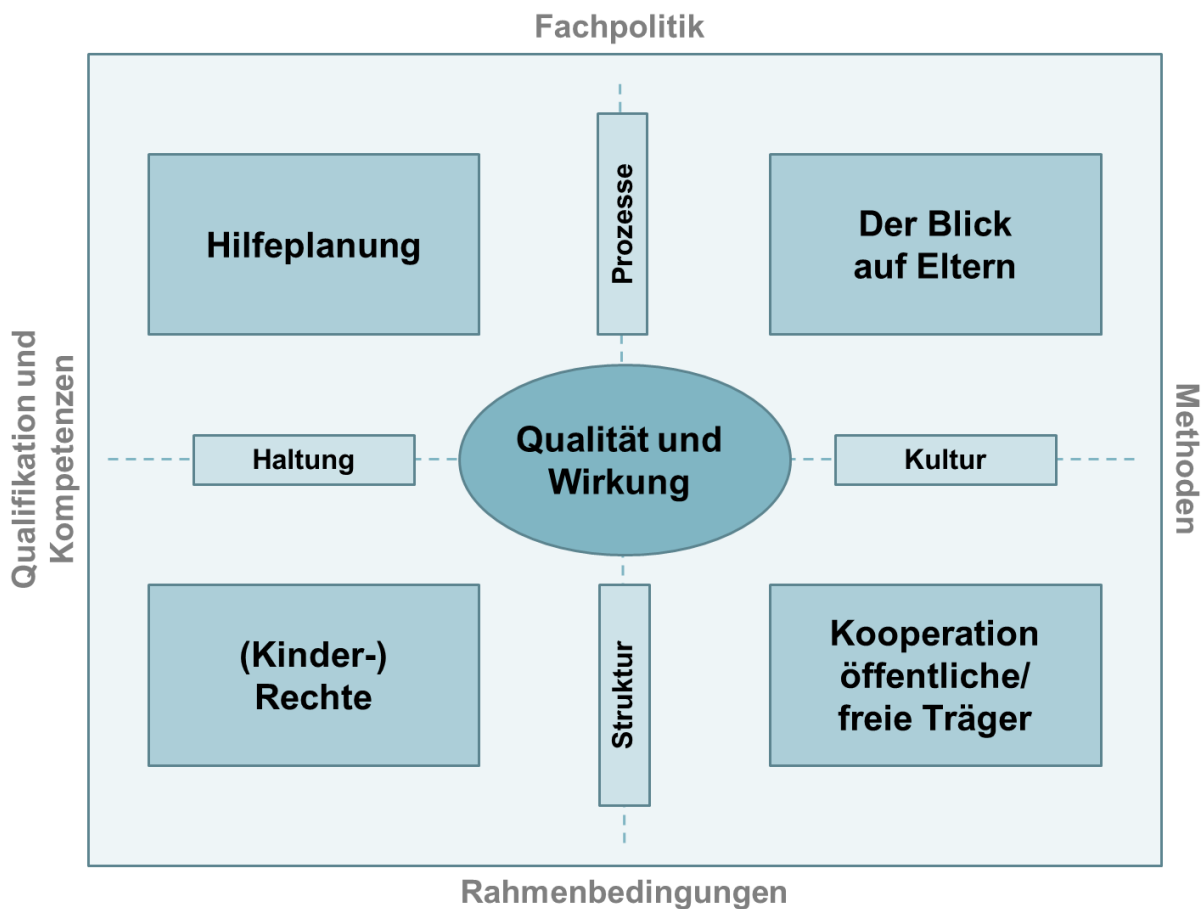 Fachpolitik
Qualifikation und
Kompetenzen
Hilfeplanung
Prozesse
Der Blick
auf Eltern
Haltung
Qualität und
Wirkung
Kultur
Methoden
(Kinder-)
Rechte
Struktur
Kooperation
öffentliche/
freie Träger
Rahmenbedingungen